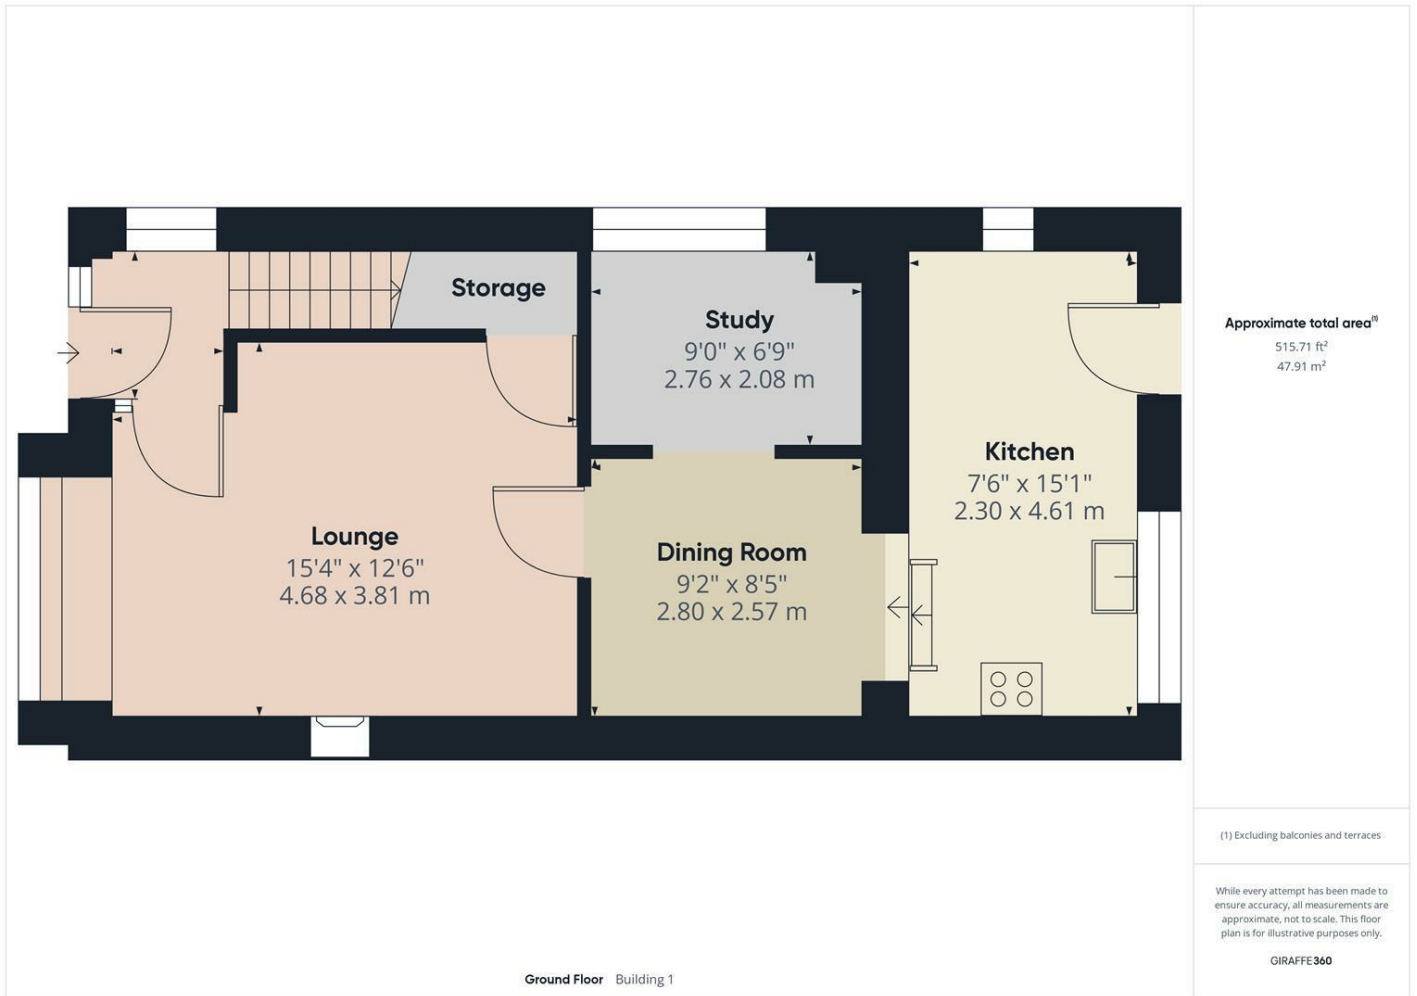 Storage
Study
9'0" x 6'9"
2.76 x 2.08 m
Kitchen
7'6" x 15'1"
2.30 x 4.61 m
Lounge
15'4" x 12'6"
4.68 x 3.81 m
Dining Room
9'2" x 8'5"
2.80 x 2.57 m
Ground Floor Building 1
Approximate total area(1)
515.71 ft²
47.91 m²
(1) Excluding balconies and terraces
While every attempt has been made to
ensure accuracy, all measurements are
approximate, not to scale. This floor
plan is for illustrative purposes only.
GIRAFFE360